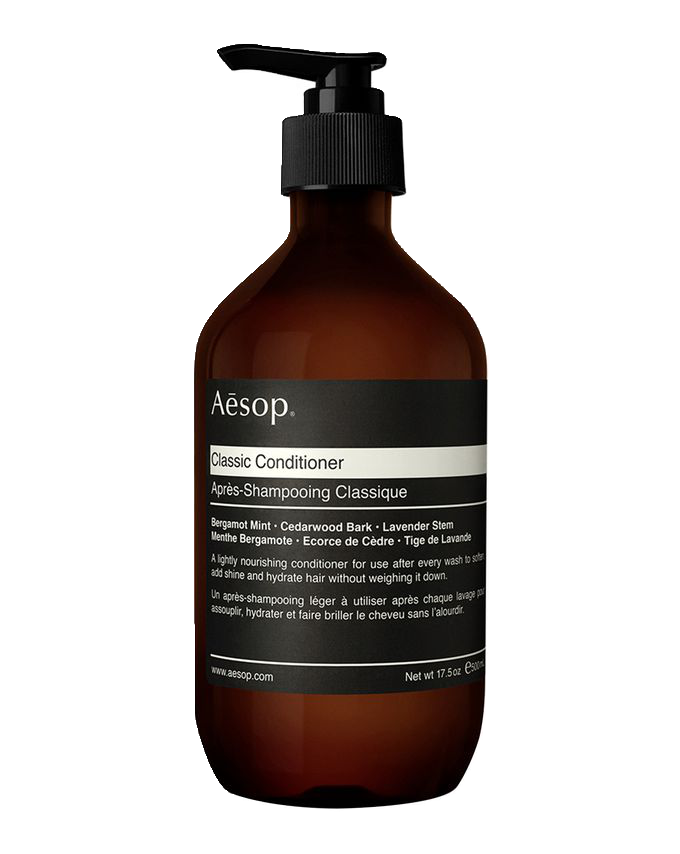 Aēsop®
Classic Conditioner
Après-Shampooing Classique
Bergamot Mint · Cedarwood Bark · Lavender Stem
Menthe Bergamote · Ecorce de Cèdre · Tige de Lavande
A lightly nourishing conditioner for use after every wash to soften,
add shine and hydrate hair without weighing it down.
Un après-shampooing léger à utiliser après chaque lavage pour
assouplir, hydrater et faire briller le cheveu sans l'alourdir.
www.aesop.com
Net wt 17.5 oz ℮500mL